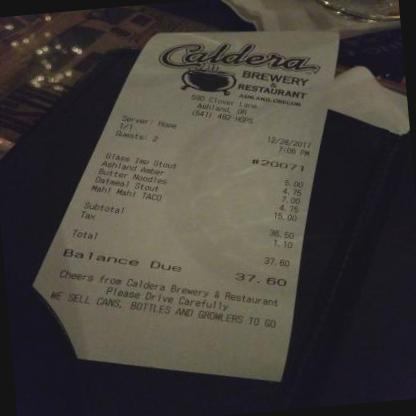 Caldera
BREWERY
&
RESTAURANT
ASHLAND, OREGON
590 Clover Lane
Ashland, OR
(541) 482-HOPS
Server: Hope 12/28/2017
1/1 7:06 PM
Guests: 2
#20071
Glass Imp Stout 5.00
Ashland Amber 4.75
Butter Noodles 7.00
Oatmeal Stout 4.75
Mahi Mahi TACO 15.00
Subtotal 36.50
Tax 1.10
Total 37.60
Balance Due 37.60
Cheers from Caldera Brewery & Restaurant
Please Drive Carefully
WE SELL CANS, BOTTLES AND GROWLERS TO GO